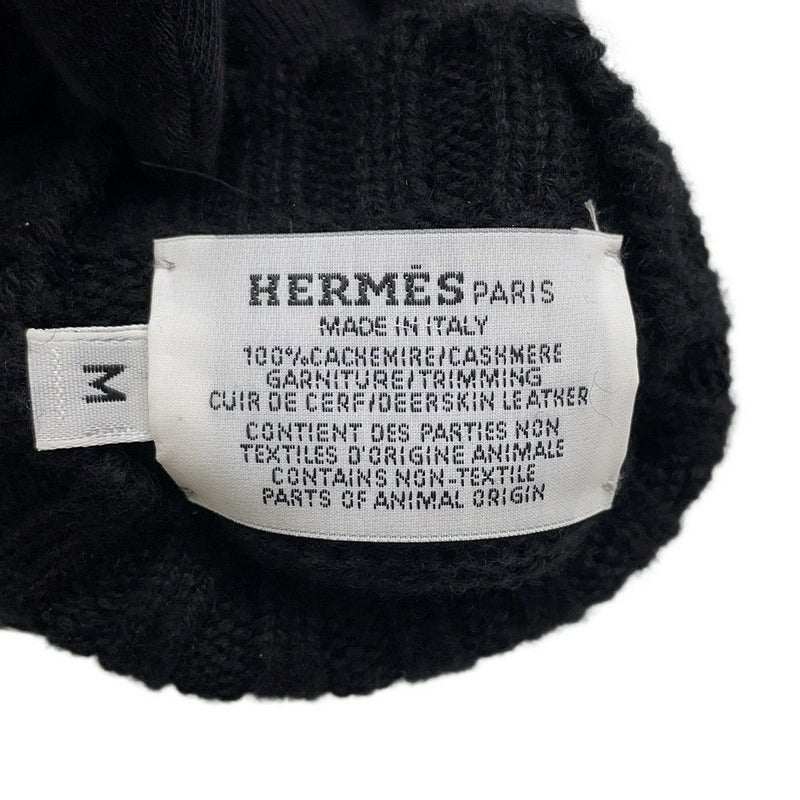 HERMÈS PARIS
MADE IN ITALY
100%CACHEMIRE/CASHMERE
GARNITURE/TRIMMING
CUIR DE CERF/DEERSKIN LEATHER
CONTIENT DES PARTIES NON
TEXTILES D'ORIGINE ANIMALE
CONTAINS NON-TEXTILE
PARTS OF ANIMAL ORIGIN
M